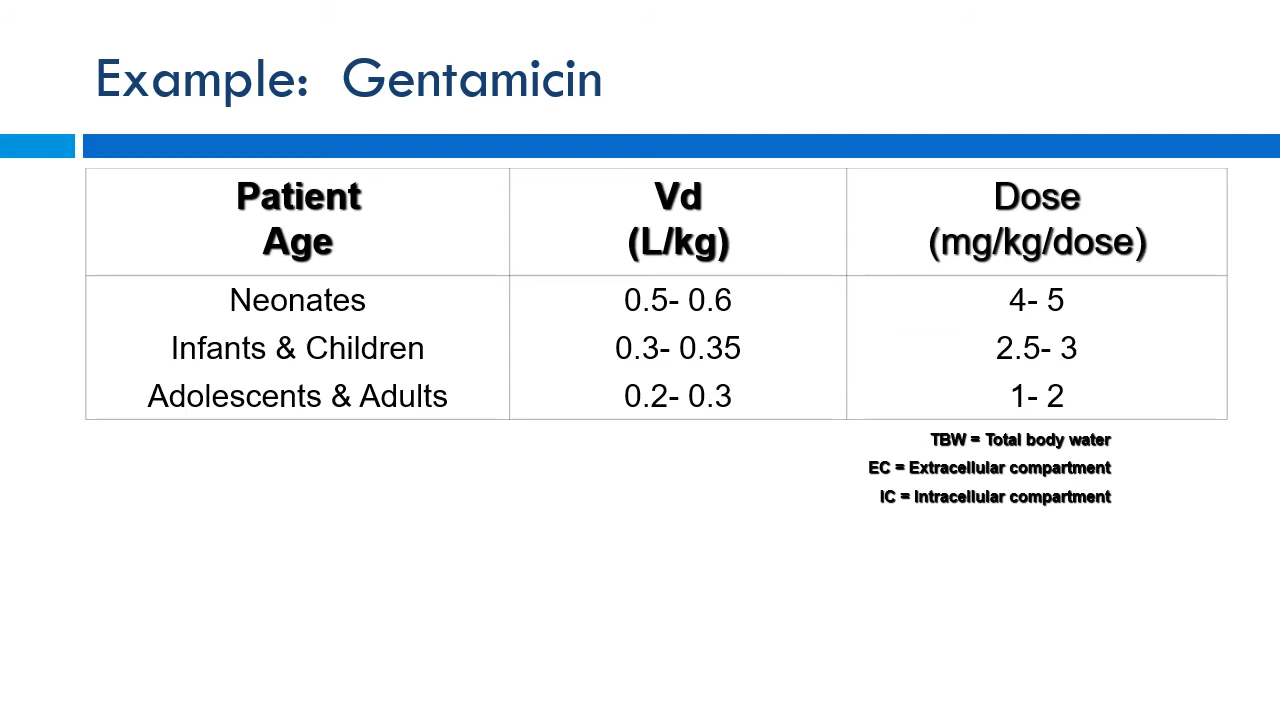 Example: Gentamicin
Patient Age Vd (L/kg) Dose (mg/kg/dose)
Neonates 0.5- 0.6 4- 5
Infants & Children 0.3- 0.35 2.5- 3
Adolescents & Adults 0.2- 0.3 1- 2
TBW = Total body water
EC = Extracellular compartment
IC = Intracellular compartment